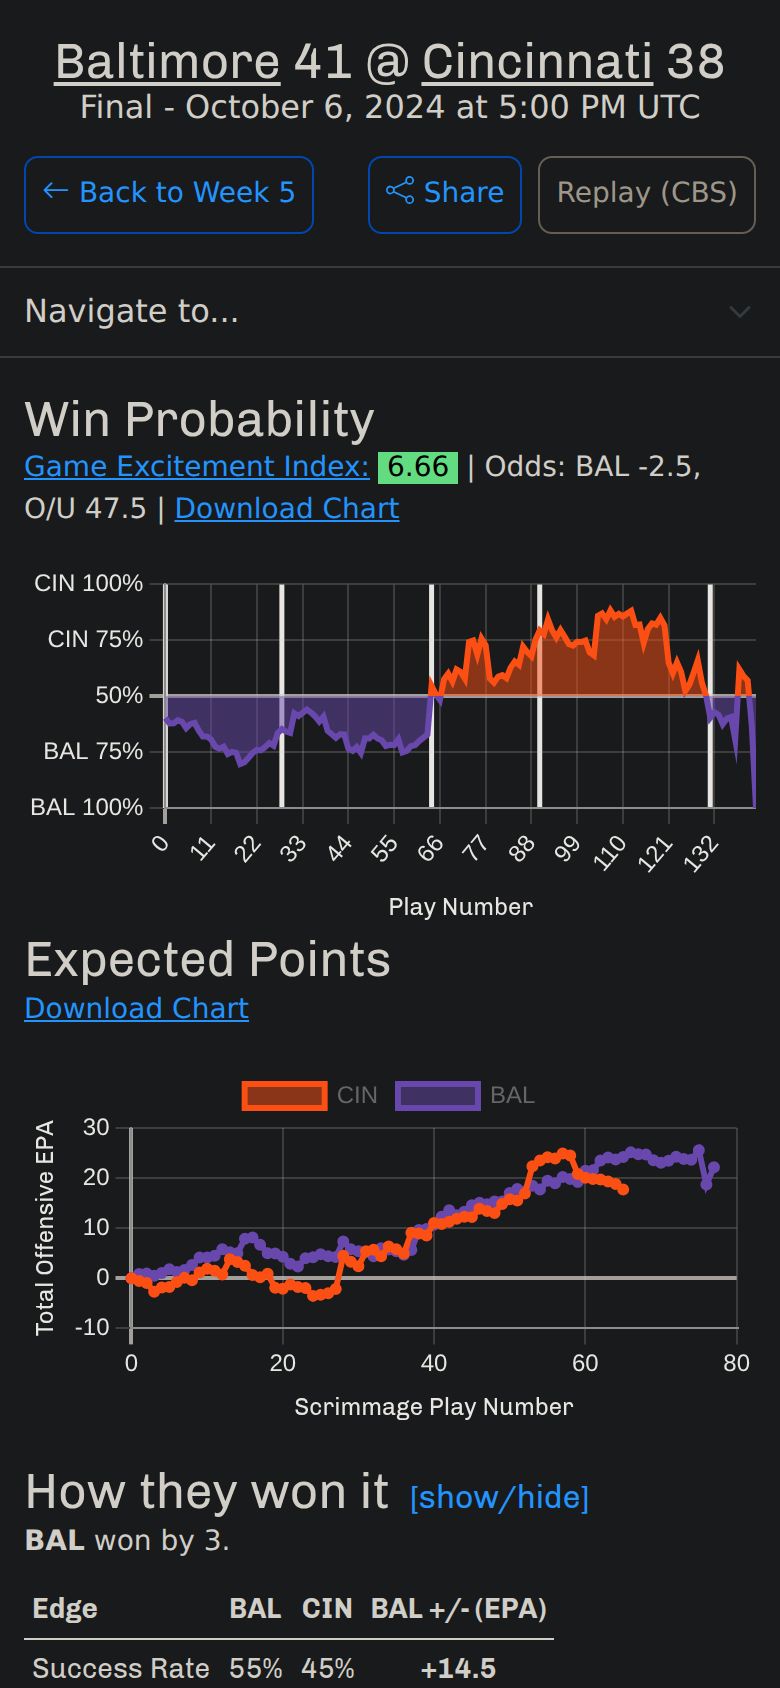 Baltimore 41 @ Cincinnati 38
Final - October 6, 2024 at 5:00 PM UTC
← Back to Week 5
Share
Replay (CBS)
Navigate to...
Win Probability
Game Excitement Index: 6.66 | Odds: BAL -2.5,
O/U 47.5 | Download Chart
CIN 100%
CIN 75%
50%
BAL 75%
BAL 100%
0 11 22 33 44 55 66 77 88 99 110 121 132
Play Number
Expected Points
Download Chart
CIN BAL
Total Offensive EPA
30
20
10
0
-10
0 20 40 60 80
Scrimmage Play Number
How they won it [show/hide]
BAL won by 3.
Edge BAL CIN BAL +/- (EPA)
Success Rate 55% 45% +14.5